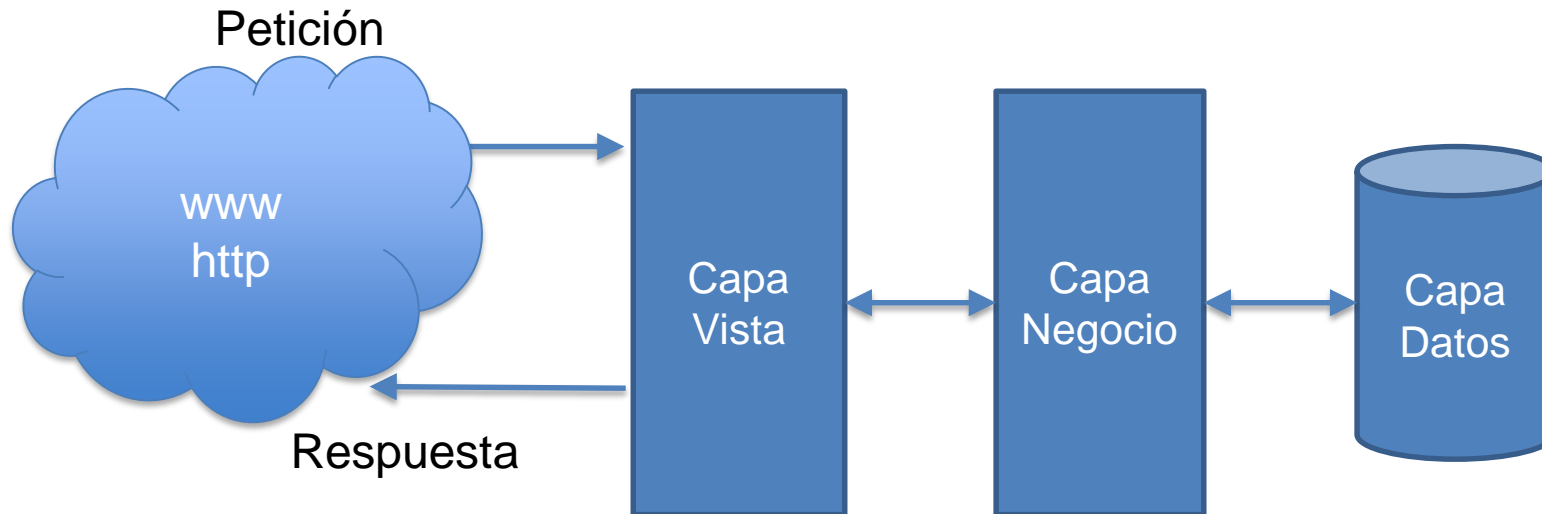 Petición
www
http
Capa
Vista
Capa
Negocio
Capa
Datos
Respuesta